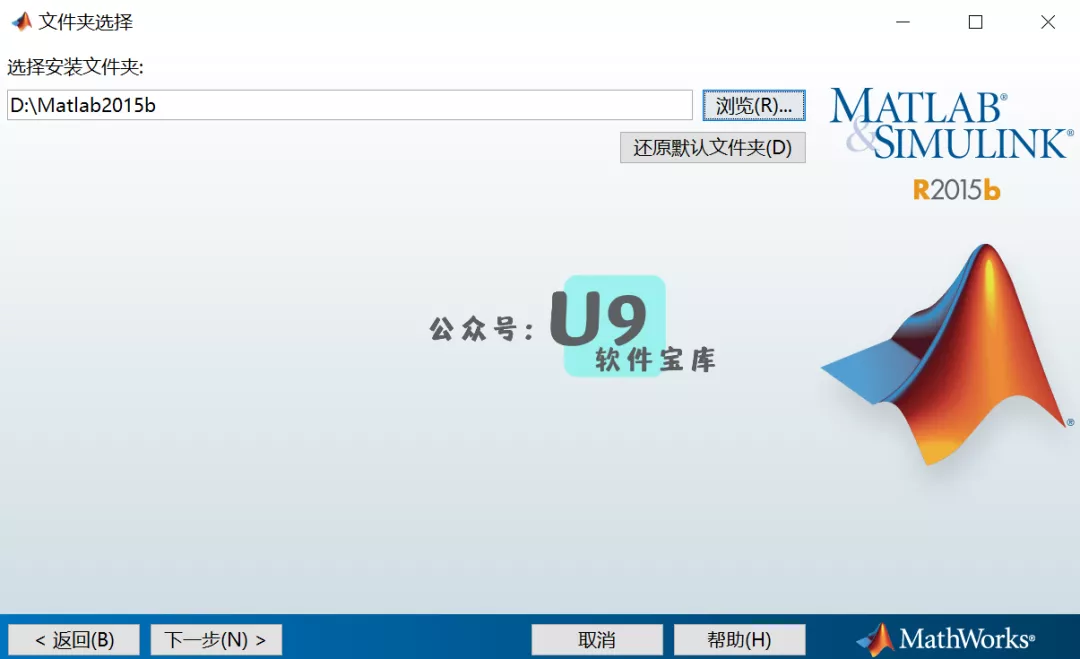 文件夹选择
选择安装文件夹:
D:\Matlab2015b
浏览(R)...
还原默认文件夹(D)
MATLAB®
&SIMULINK®
R2015b
公众号:
U9
软件宝库
®
< 返回(B)
下一步(N) >
取消
帮助(H)
MathWorks®